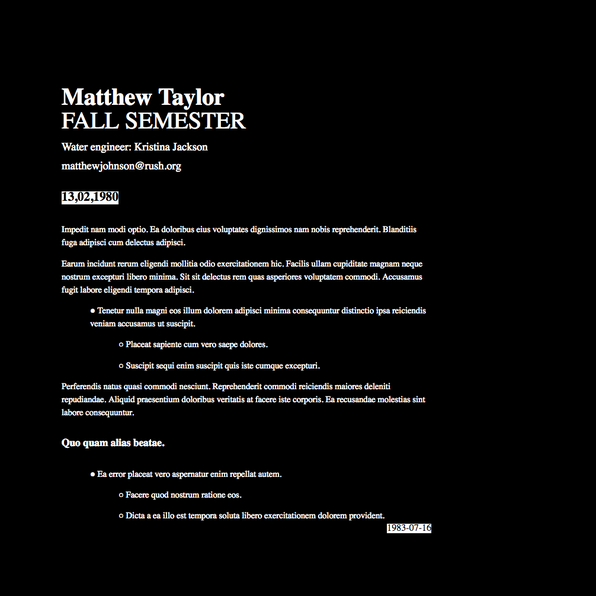 Matthew Taylor
FALL SEMESTER
Water engineer: Kristina Jackson
matthewjohnson@rush.org
13,02,1980
Impedit nam modi optio. Ea doloribus eius voluptates dignissimos nam nobis reprehenderit. Blanditiis
fuga adipisci cum delectus adipisci.
Earum incidunt rerum eligendi mollitia odio exercitationem hic. Facilis ullam cupiditate magnam neque
nostrum excepturi libero minima. Sit sit delectus rem quas asperiores voluptatem commodi. Accusamus
fugit labore eligendi tempora adipisci.
● Tenetur nulla magni eos illum dolorem adipisci minima consequuntur distinctio ipsa reiciendis
veniam accusamus ut suscipit.
○ Placeat sapiente cum vero saepe dolores.
○ Suscipit sequi enim suscipit quis iste cumque excepturi.
Perferendis natus quasi commodi nesciunt. Reprehenderit commodi reiciendis maiores deleniti
repudiandae. Aliquid praesentium doloribus veritatis at facere iste corporis. Ea recusandae molestias sint
labore consequuntur.
Quo quam alias beatae.
● Ea error placeat vero aspernatur enim repellat autem.
○ Facere quod nostrum ratione eos.
○ Dicta a ea illo est tempora soluta libero exercitationem dolorem provident.
1983-07-16